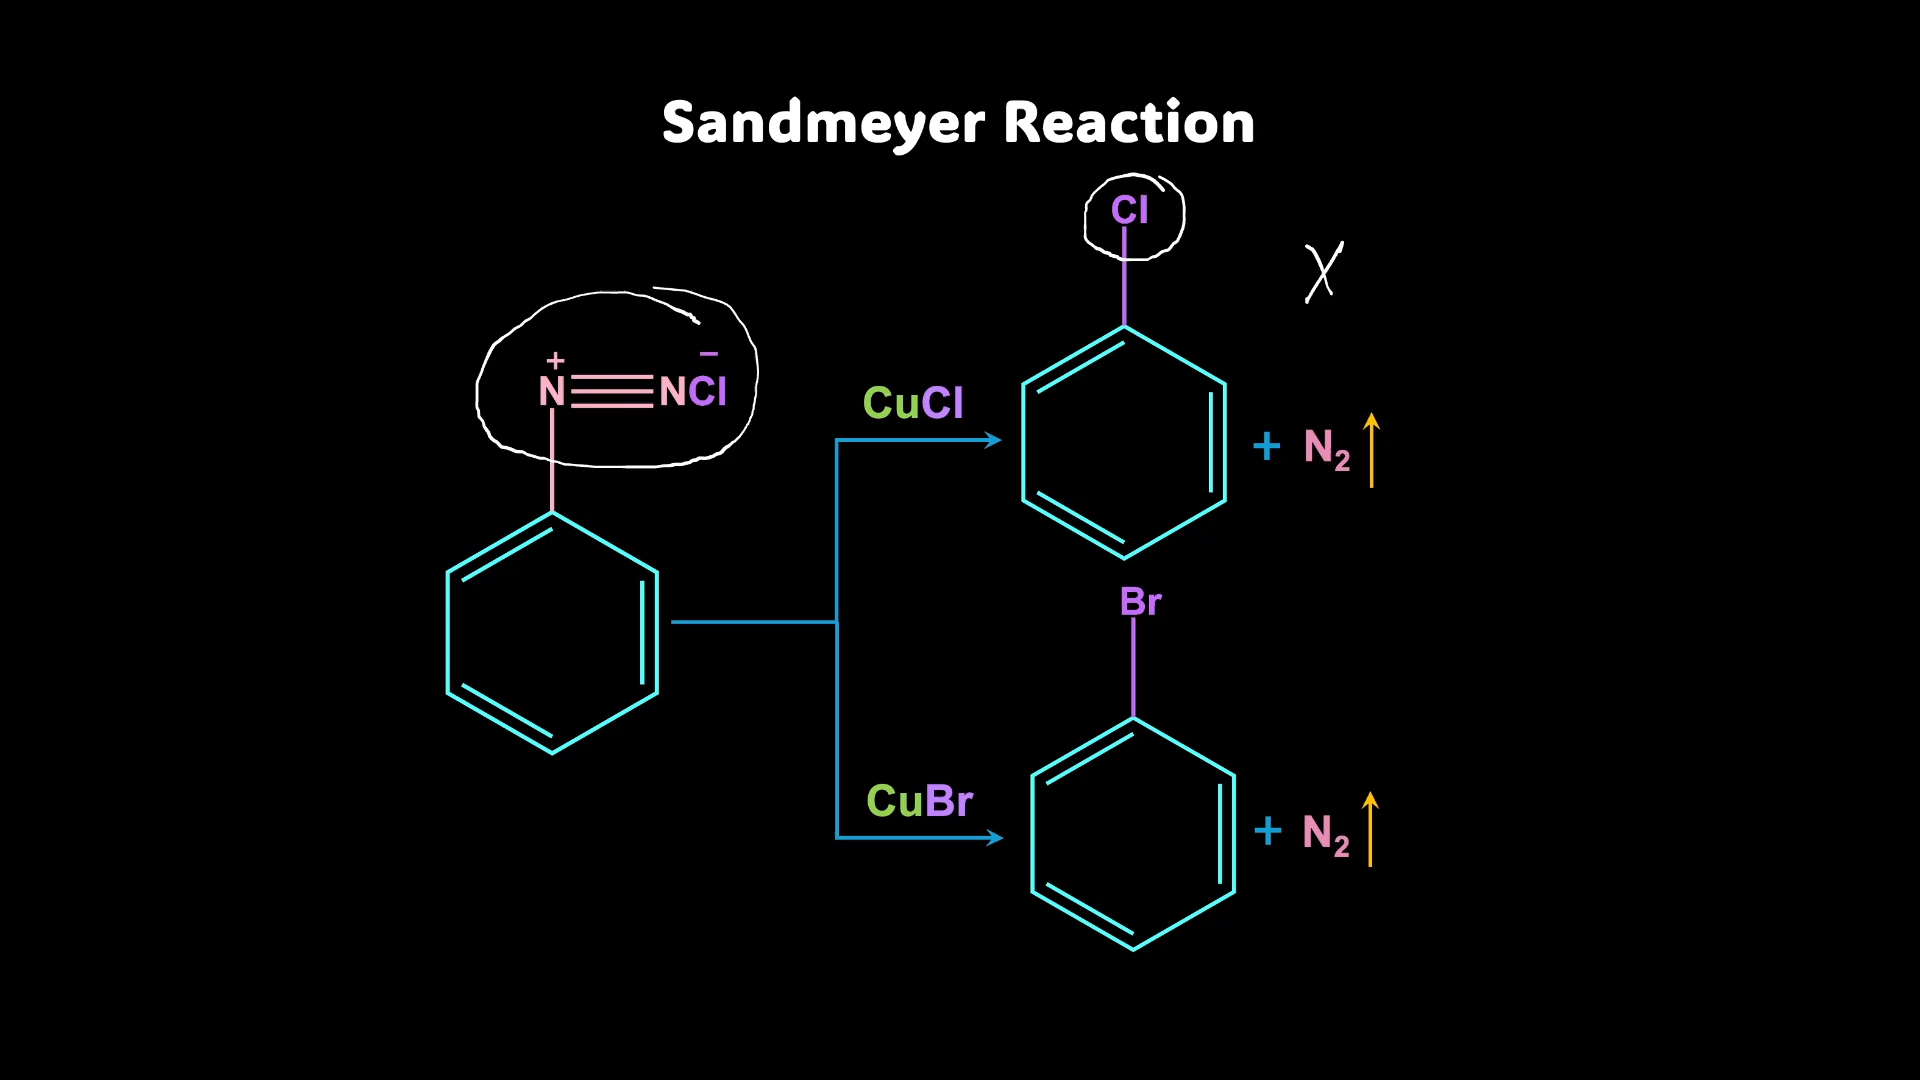 Sandmeyer Reaction
Cl
X
+ −
N≡NCl
CuCl
+ N₂↑
Br
CuBr
+ N₂↑